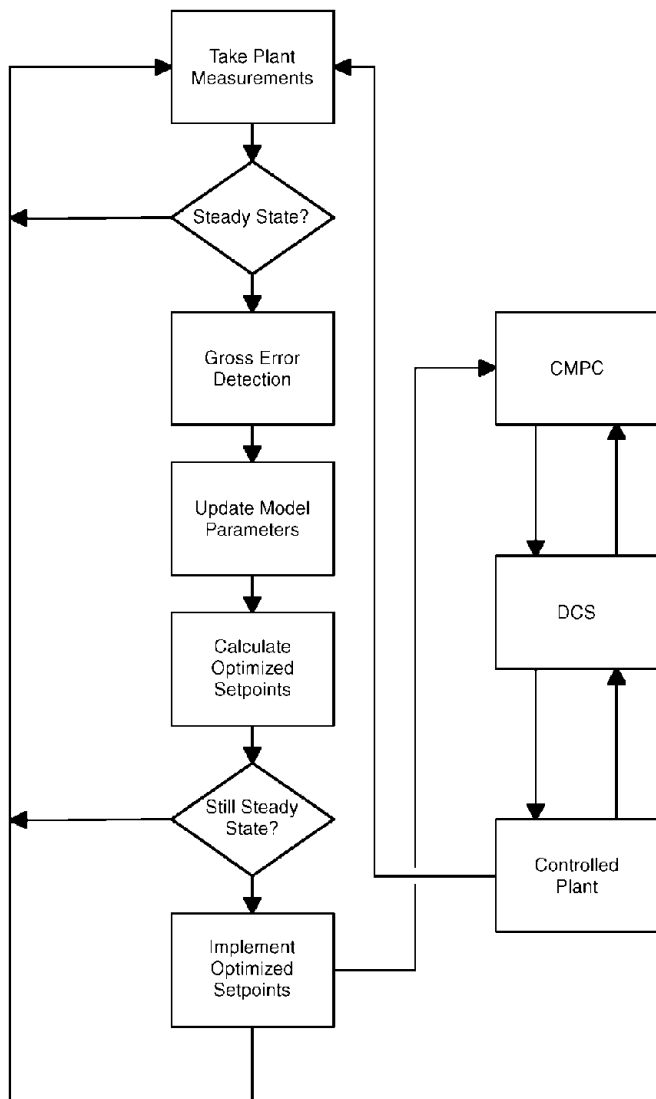 Take Plant
Measurements
Steady State?
Gross Error
Detection
Update Model
Parameters
Calculate
Optimized
Setpoints
Still Steady
State?
Implement
Optimized
Setpoints
CMPC
DCS
Controlled
Plant